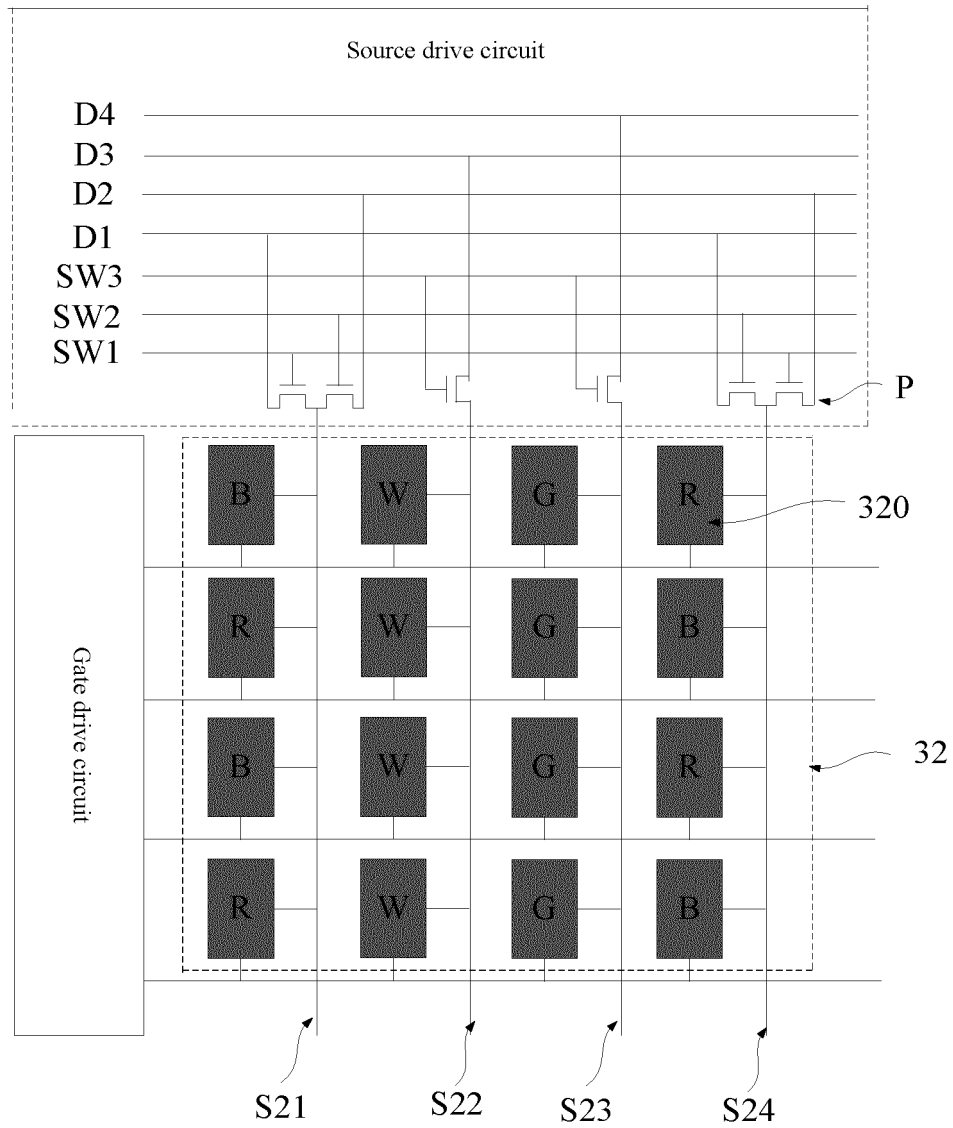 Source drive circuit
D4
D3
D2
D1
SW3
SW2
SW1
P
B W G R
320
R W G B
Gate drive circuit
B W G R
32
R W G B
S21 S22 S23 S24